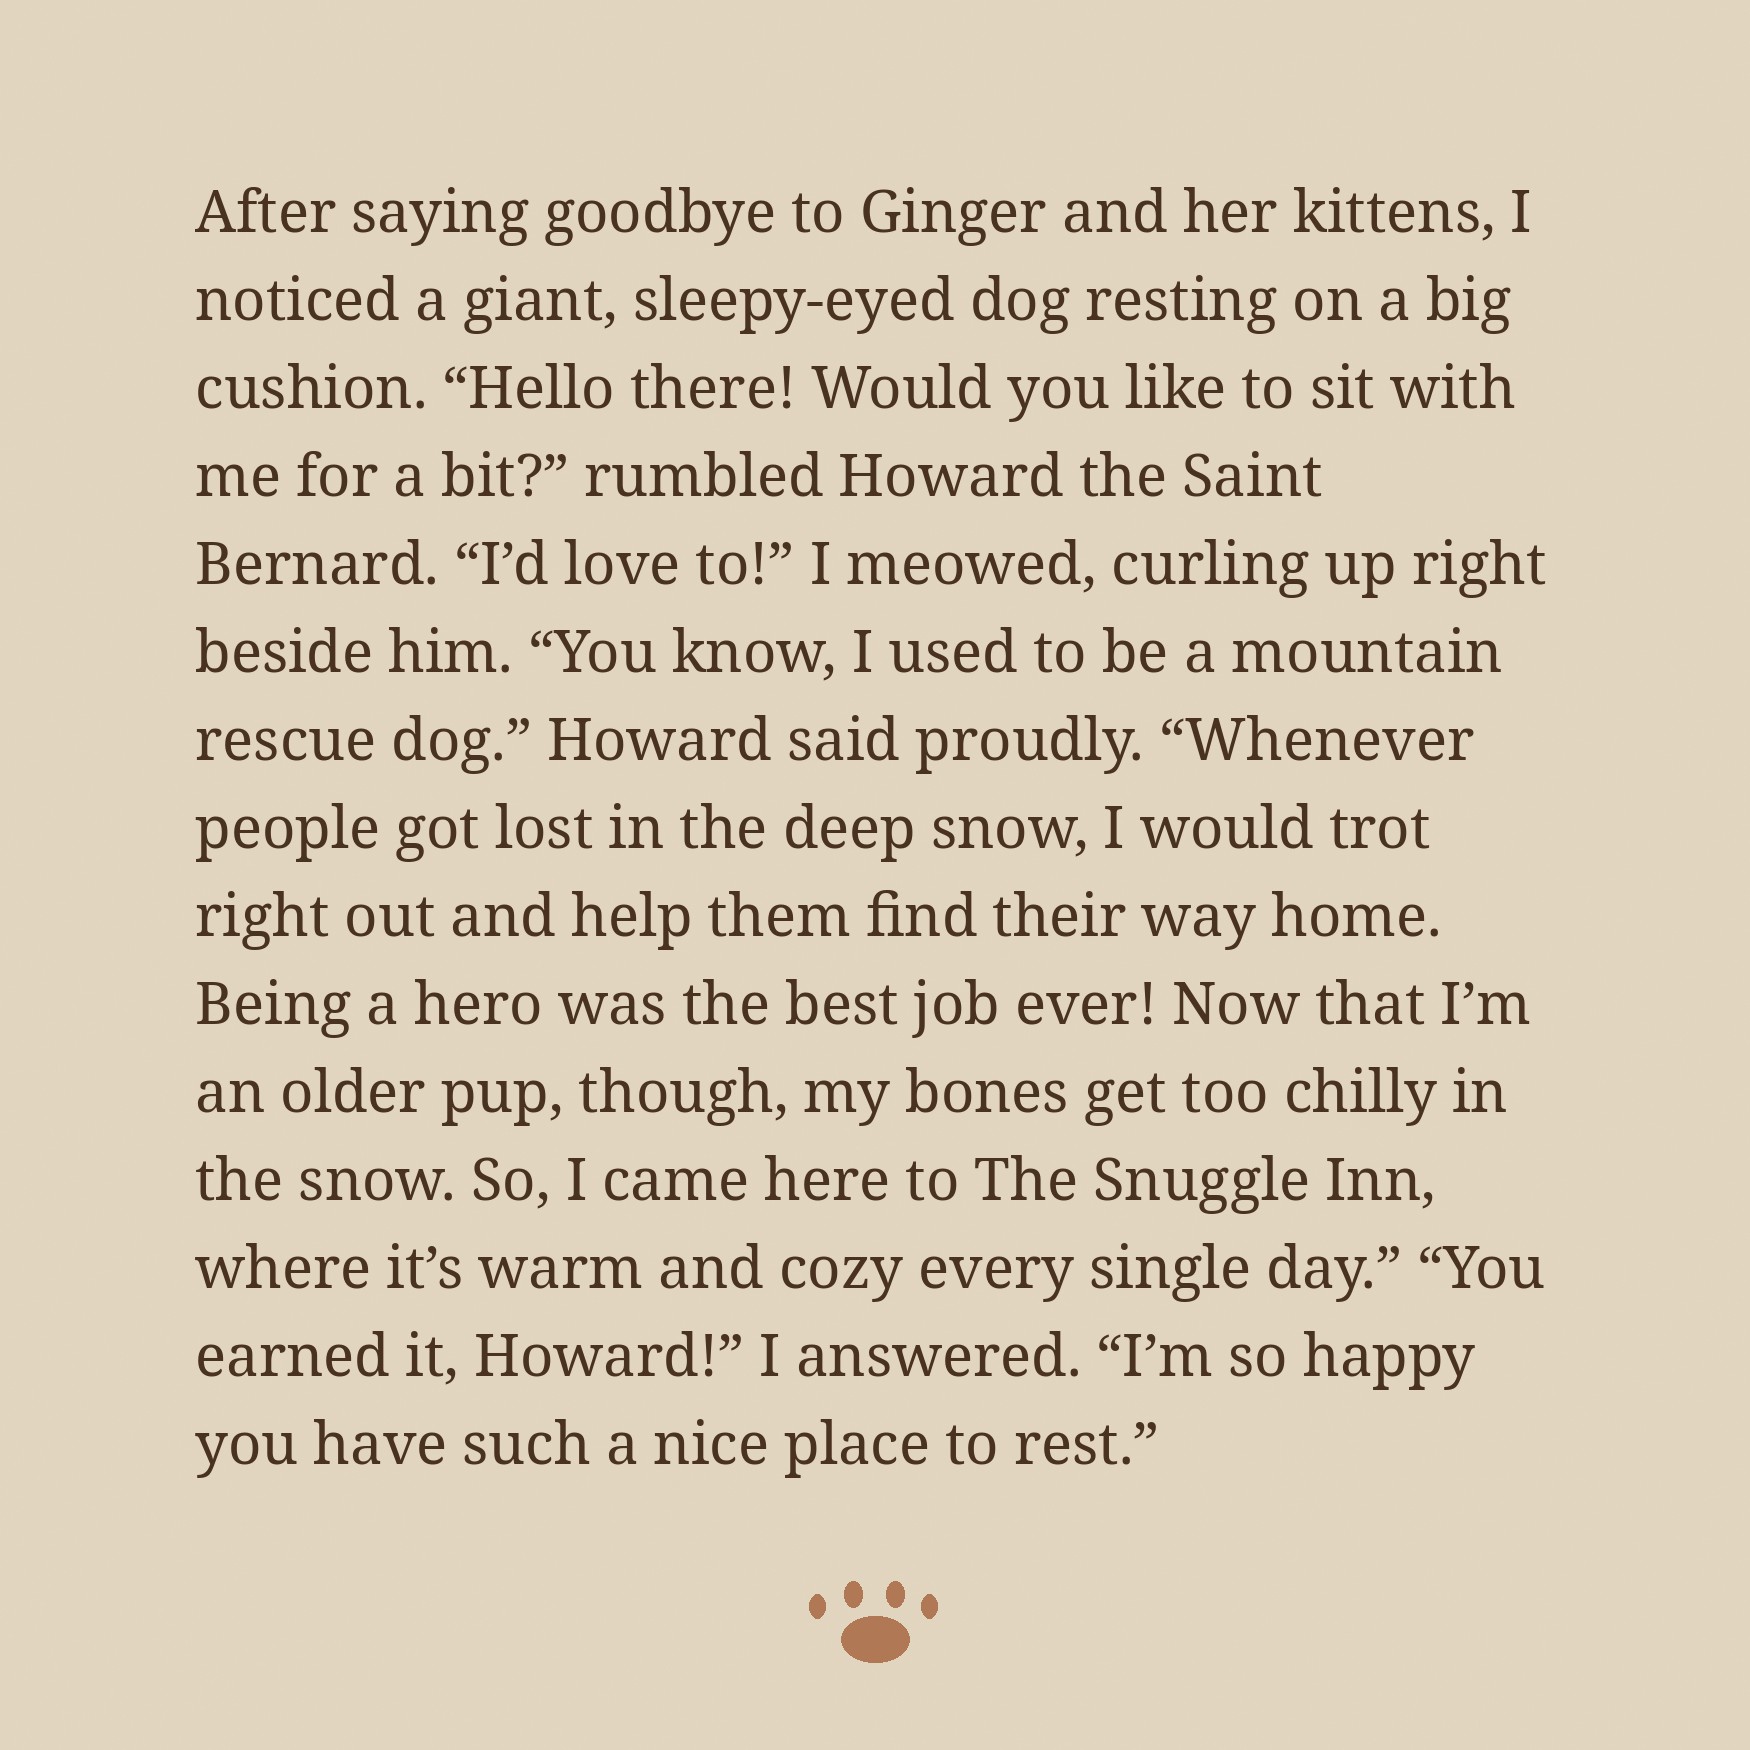 After saying goodbye to Ginger and her kittens, I
noticed a giant, sleepy-eyed dog resting on a big
cushion. “Hello there! Would you like to sit with
me for a bit?” rumbled Howard the Saint
Bernard. “I’d love to!” I meowed, curling up right
beside him. “You know, I used to be a mountain
rescue dog.” Howard said proudly. “Whenever
people got lost in the deep snow, I would trot
right out and help them find their way home.
Being a hero was the best job ever! Now that I’m
an older pup, though, my bones get too chilly in
the snow. So, I came here to The Snuggle Inn,
where it’s warm and cozy every single day.” “You
earned it, Howard!” I answered. “I’m so happy
you have such a nice place to rest.”